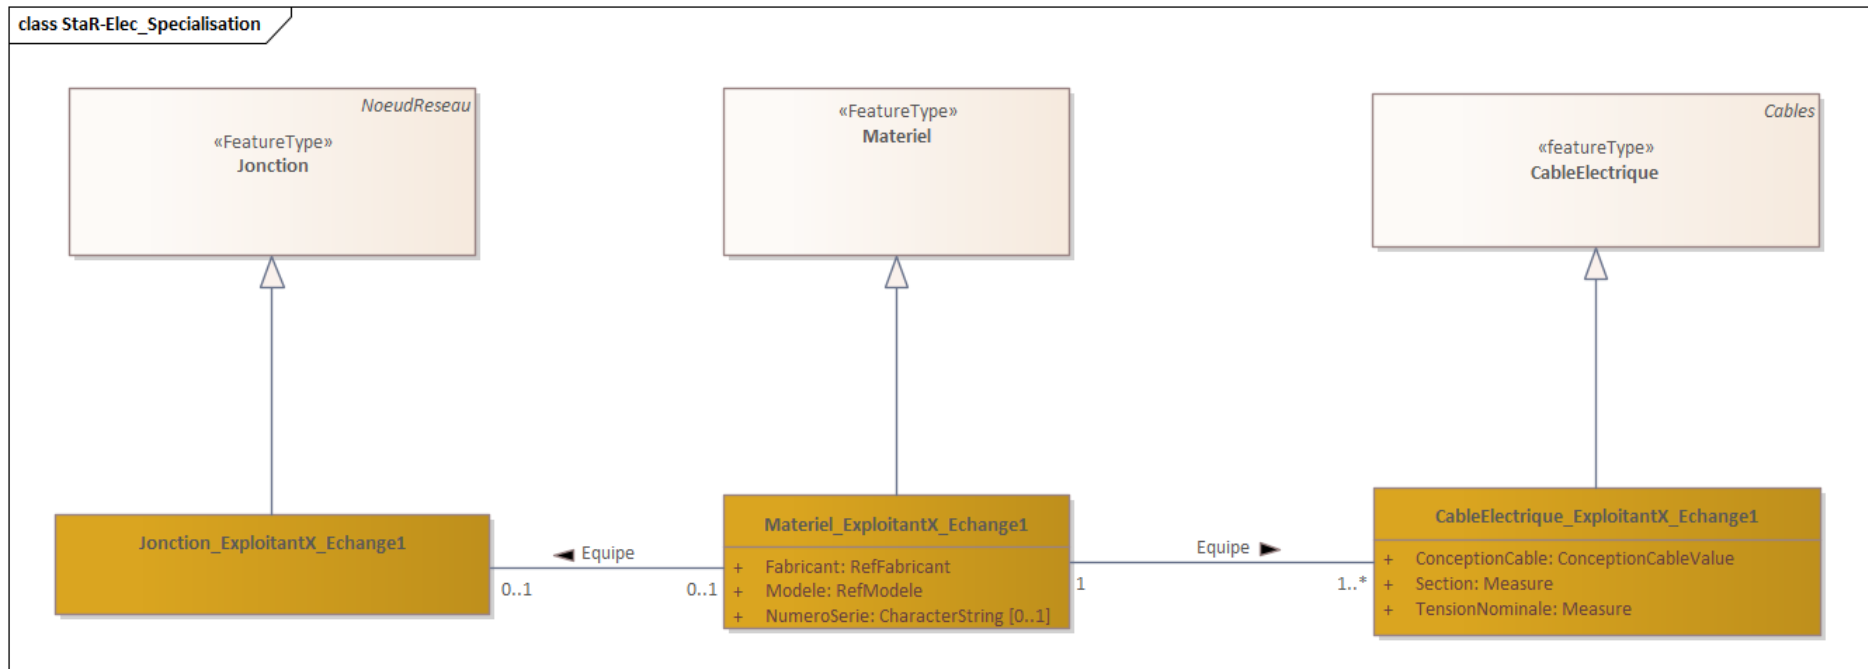 class StaR-Elec_Specialisation
NoeudReseau
«FeatureType»
Jonction
«FeatureType»
Materiel
Cables
«featureType»
CableElectrique
Jonction_ExploitantX_Echange1
Equipe
0..1
0..1
Materiel_ExploitantX_Echange1
+ Fabricant: RefFabricant
+ Modele: RefModele
+ NumeroSerie: CharacterString [0..1]
Equipe
1
1..*
CableElectrique_ExploitantX_Echange1
+ ConceptionCable: ConceptionCableValue
+ Section: Measure
+ TensionNominale: Measure